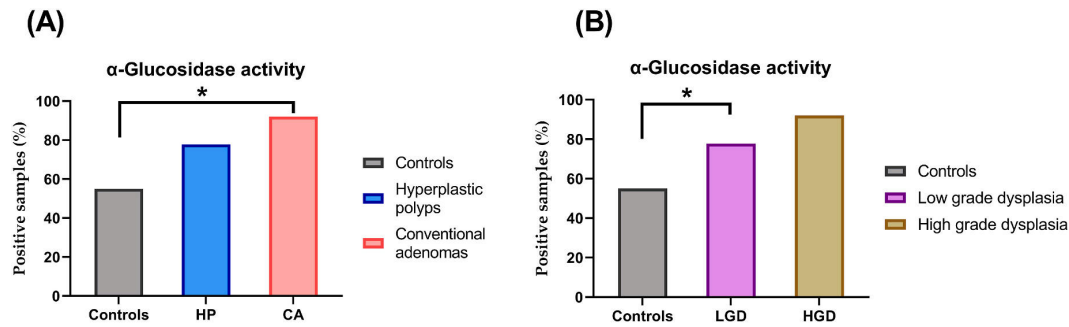 (A)
α-Glucosidase activity
*
Positive samples (%)
100
80
60
40
20
0
Controls HP CA
Controls
Hyperplastic
polyps
Conventional
adenomas
(B)
α-Glucosidase activity
*
Positive samples (%)
100
80
60
40
20
0
Controls LGD HGD
Controls
Low grade dysplasia
High grade dysplasia